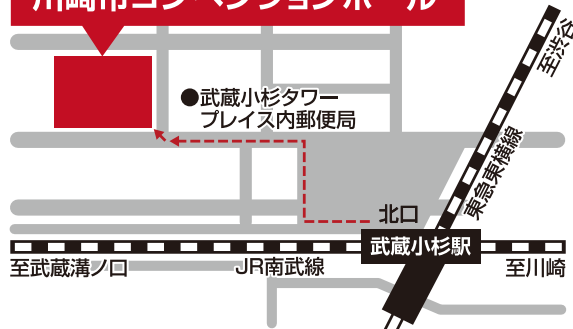 川崎市コンベンションホール
●武蔵小杉タワー
プレイス内郵便局
至渋谷
東急東横線
北口
武蔵小杉駅
至武蔵溝ノ口
JR南武線
至川崎